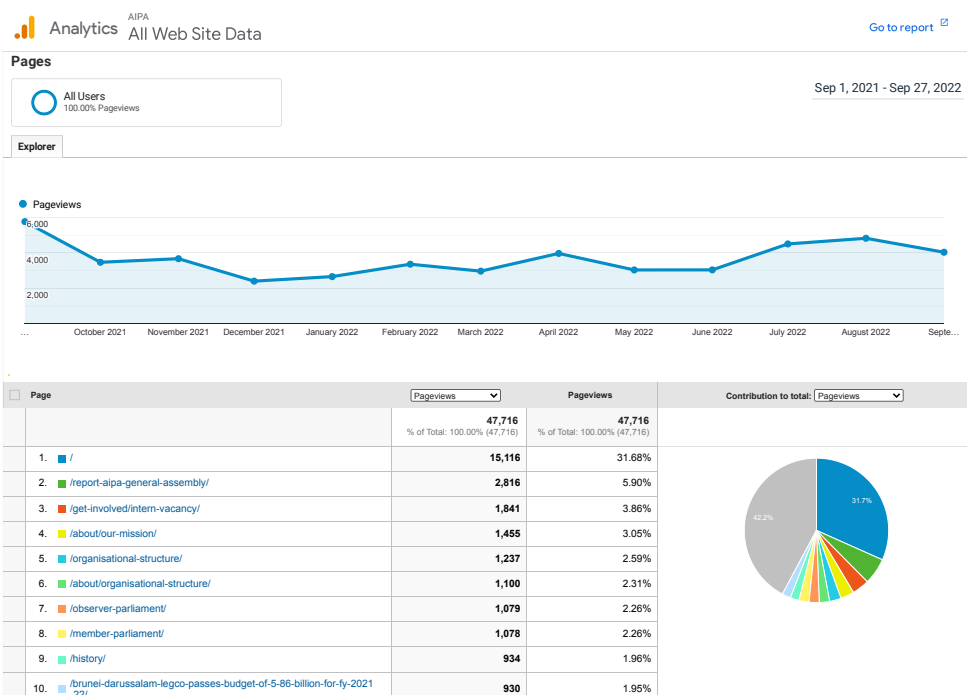 AIPA
Analytics All Web Site Data
Go to report
Pages
All Users
100.00% Pageviews
Sep 1, 2021 - Sep 27, 2022
Explorer
Pageviews
6,000
4,000
2,000
... October 2021 November 2021 December 2021 January 2022 February 2022 March 2022 April 2022 May 2022 June 2022 July 2022 August 2022 Septe...
Page Pageviews Pageviews Contribution to total: Pageviews
47,716 47,716
% of Total: 100.00% (47,716) % of Total: 100.00% (47,716)
1. / 15,116 31.68%
2. /report-aipa-general-assembly/ 2,816 5.90%
3. /get-involved/intern-vacancy/ 1,841 3.86%
4. /about/our-mission/ 1,455 3.05%
5. /organisational-structure/ 1,237 2.59%
6. /about/organisational-structure/ 1,100 2.31%
7. /observer-parliament/ 1,079 2.26%
8. /member-parliament/ 1,078 2.26%
9. /history/ 934 1.96%
10. /brunei-darussalam-legco-passes-budget-of-5-86-billion-for-fy-2021 930 1.95%
-22/
31.7%
42.2%